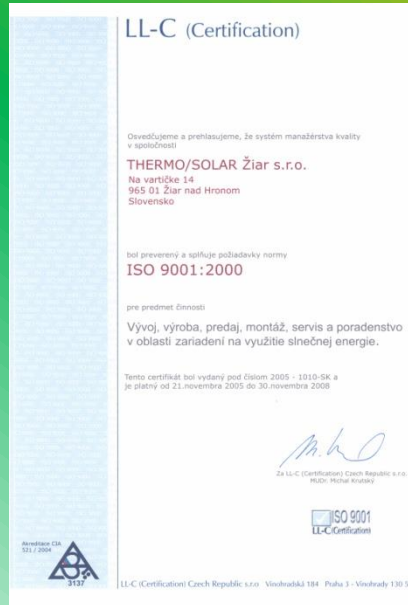 LL-C (Certification)
Osvedčujeme a prehlasujeme, že systém manažérstva kvality
v spoločnosti
THERMO/SOLAR Žiar s.r.o.
Na vartičke 14
965 01 Žiar nad Hronom
Slovensko
bol preverený a splňuje požiadavky normy
ISO 9001:2000
pre predmet činnosti
Vývoj, výroba, predaj, montáž, servis a poradenstvo
v oblasti zariadení na využitie slnečnej energie.
Tento certifikát bol vydaný pod číslom 2005 - 1010-SK a
je platný od 21.novembra 2005 do 30.novembra 2008
Za LL-C (Certification) Czech Republic s.r.o.
MUDr. Michal Krutský
ISO 9001
LL-C (Certification)
Akreditace CIA
521 / 2004
3137
LL-C (Certification) Czech Republic s.r.o Vinohradská 184 Praha 3 - Vinohrady 130